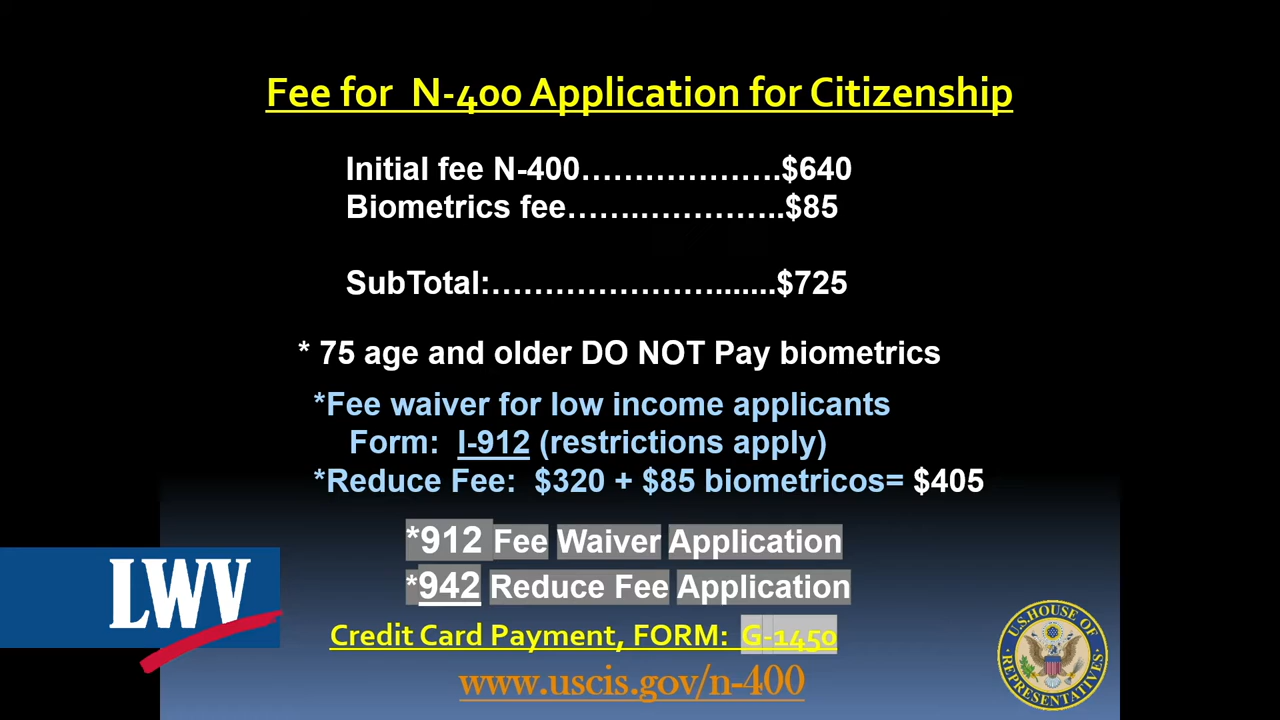 Fee for N-400 Application for Citizenship
Initial fee N-400……………….$640
Biometrics fee…….…………..$85
SubTotal:………………….......$725
* 75 age and older DO NOT Pay biometrics
*Fee waiver for low income applicants
Form: I-912 (restrictions apply)
*Reduce Fee: $320 + $85 biometricos= $405
*912 Fee Waiver Application
*942 Reduce Fee Application
Credit Card Payment, FORM: G-1450
www.uscis.gov/n-400
LWV
U.S. HOUSE OF REPRESENTATIVES